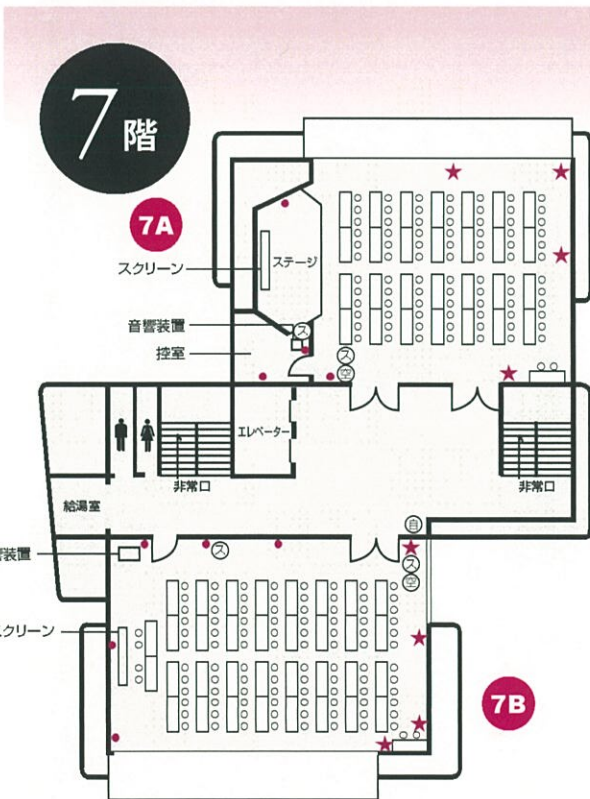 7階
7A
スクリーン
ステージ
音響装置
ス
控室
ス
空
エレベーター
非常口
非常口
給湯室
自
響装置
ス
ス
空
スクリーン
7B